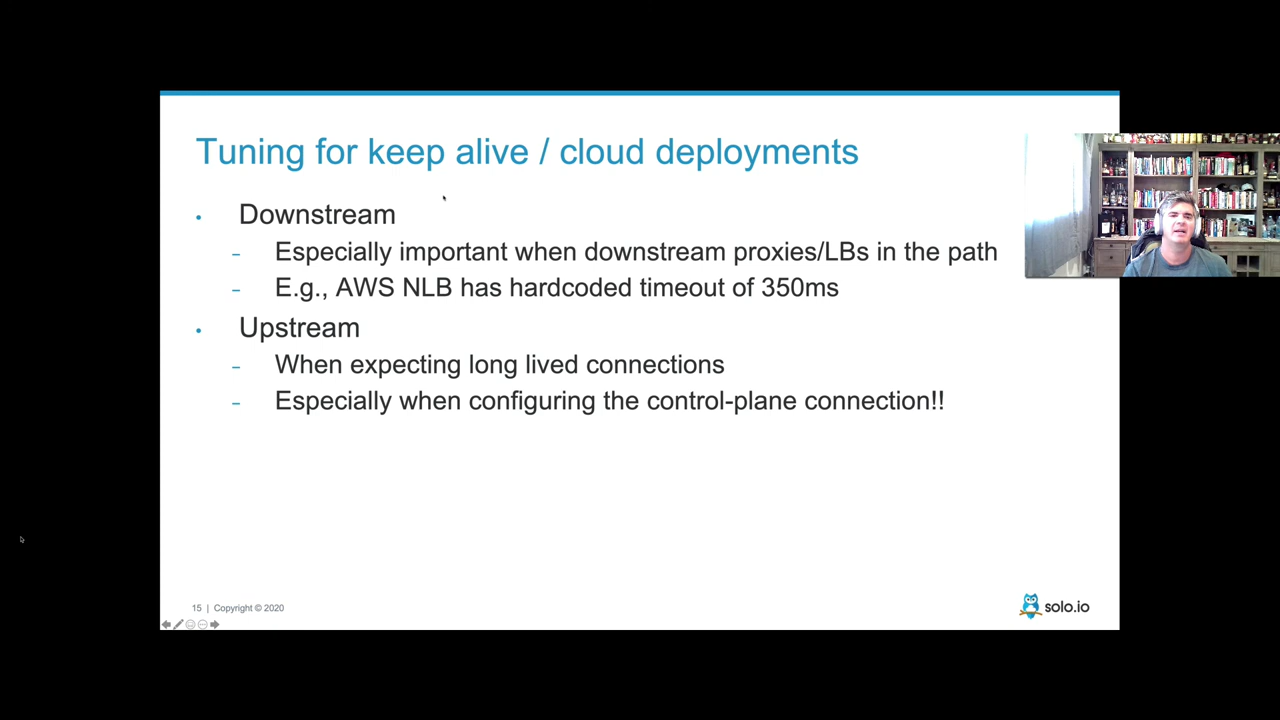 Tuning for keep alive / cloud deployments
• Downstream
– Especially important when downstream proxies/LBs in the path
– E.g., AWS NLB has hardcoded timeout of 350ms
• Upstream
– When expecting long lived connections
– Especially when configuring the control-plane connection!!
15 | Copyright © 2020
solo.io